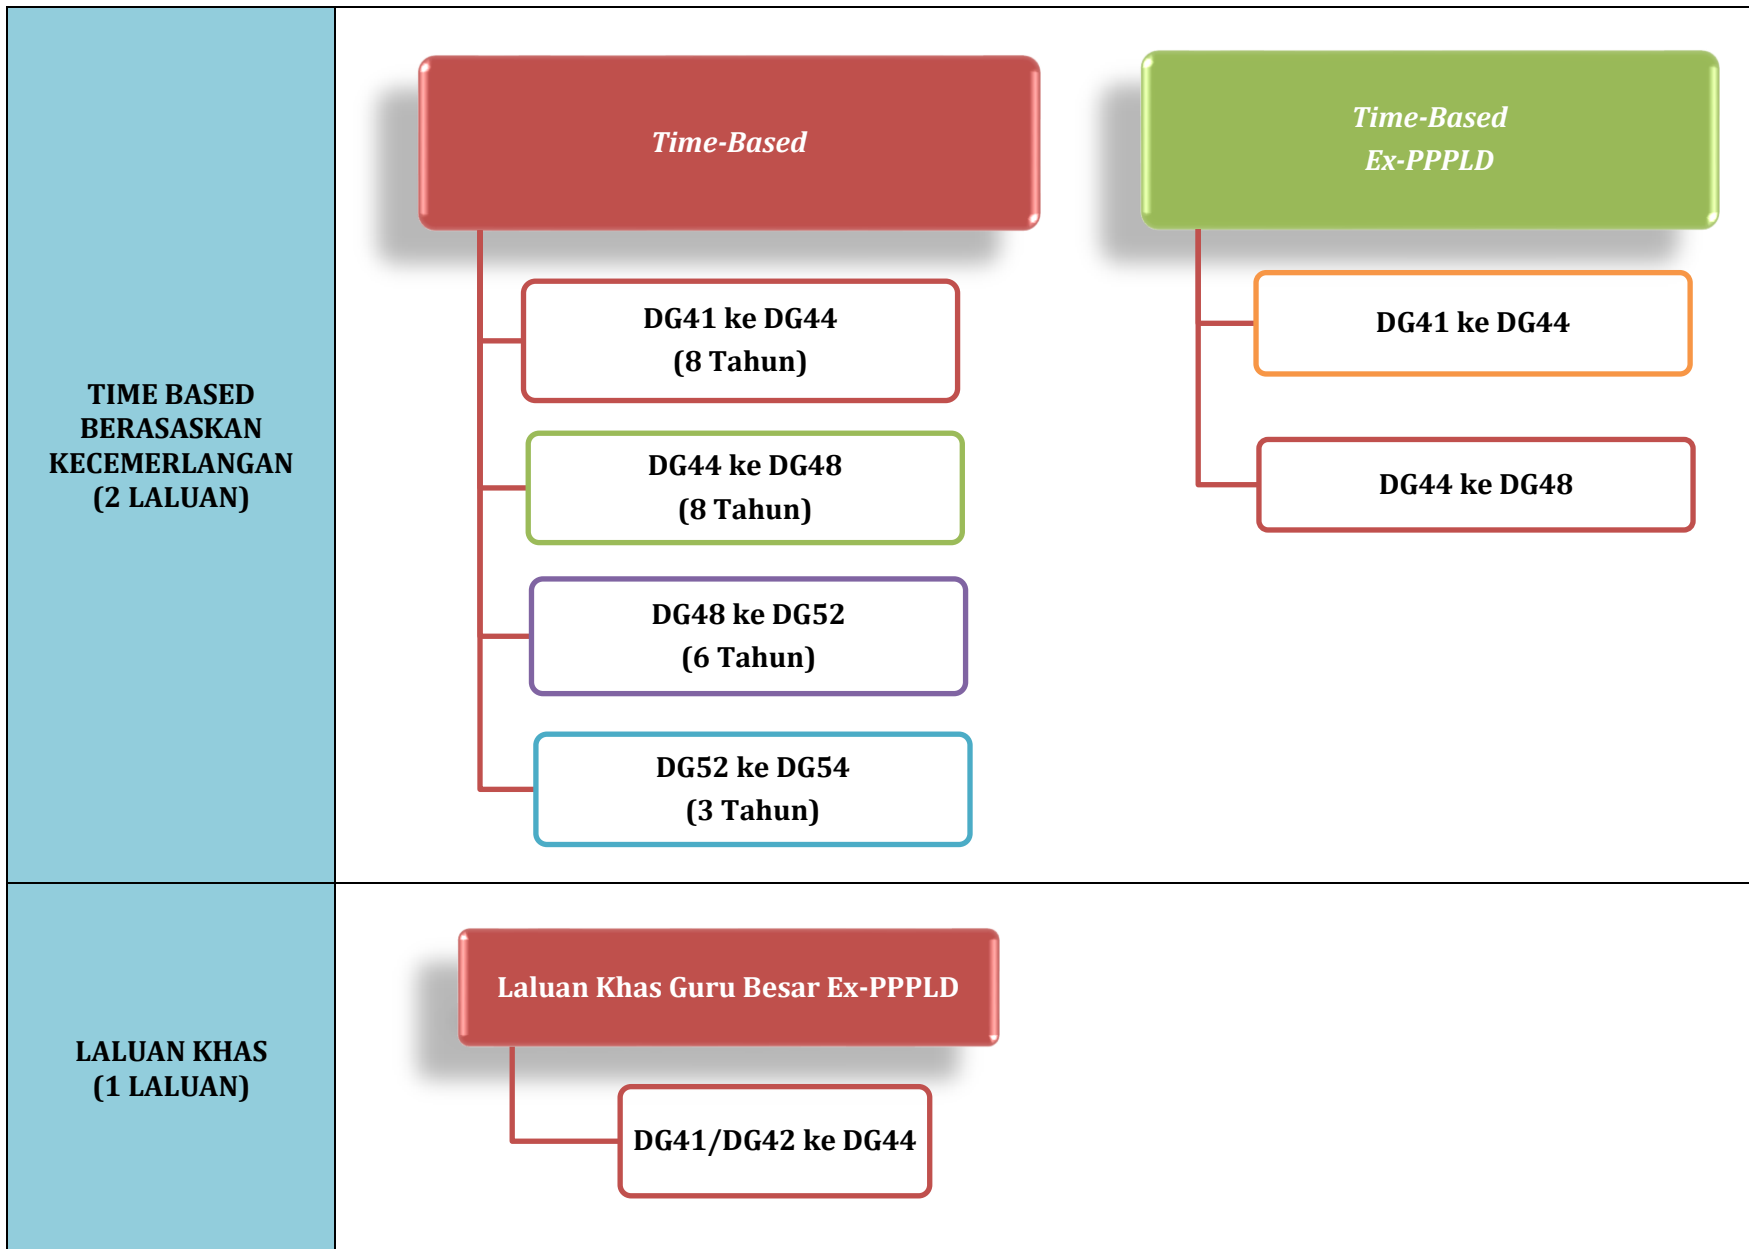 TIME BASED
BERASASKAN
KECEMERLANGAN
(2 LALUAN)
Time-Based
DG41 ke DG44
(8 Tahun)
DG44 ke DG48
(8 Tahun)
DG48 ke DG52
(6 Tahun)
DG52 ke DG54
(3 Tahun)
Time-Based
Ex-PPPLD
DG41 ke DG44
DG44 ke DG48
LALUAN KHAS
(1 LALUAN)
Laluan Khas Guru Besar Ex-PPPLD
DG41/DG42 ke DG44